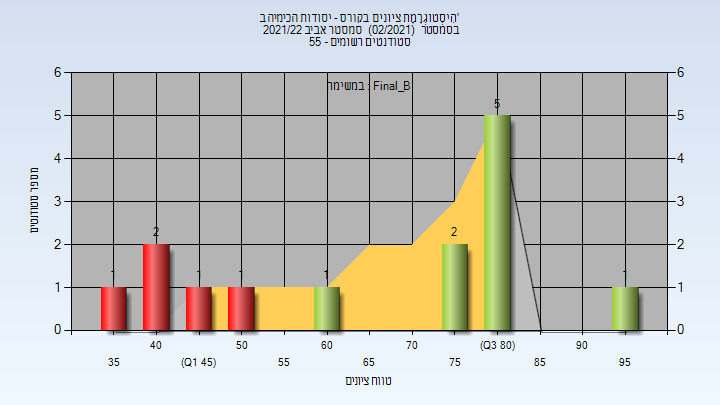 הִיסְטוֹגְרָמַת ציונים בקורס - יסודות הכימיה ב'
בסמסטר (02/2021) סמסטר אביב 2021/22
סטודנטים רשומים - 55
במשימה : Final_B
6 6
5 5 5
4 4
3 3
2 2 2 2
1 1 1 1 1 1 1
0 0
מספר סטודנטים
40 50 60 70 (Q3 80) 90
35 (Q1 45) 55 65 75 85 95
טווח ציונים